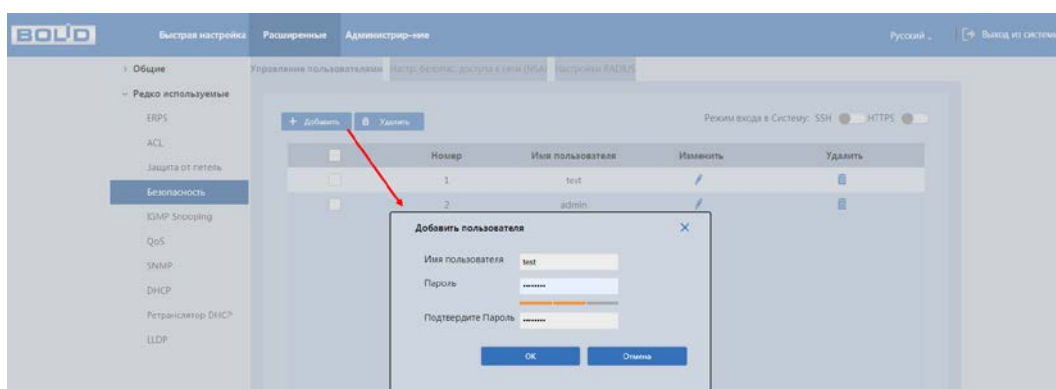 BOLID
Быстрая настройка Расширенные Администрир-ние Русский Выход из системы
Общие
Управление пользователями Настр. безопас. доступа к сети (NSA) Настройки RADIUS
Редко используемые
ERPS
ACL
Защита от петель
Безопасность
IGMP Snooping
QoS
SNMP
DHCP
Ретранслятор DHCP
LLDP
+ Добавить Удалить
Режим входа в Систему: SSH HTTPS
Номер Имя пользователя Изменить Удалить
1 test
2 admin
Добавить пользователя X
Имя пользователя test
Пароль ••••••••
Подтвердите Пароль ••••••••
ОК Отмена